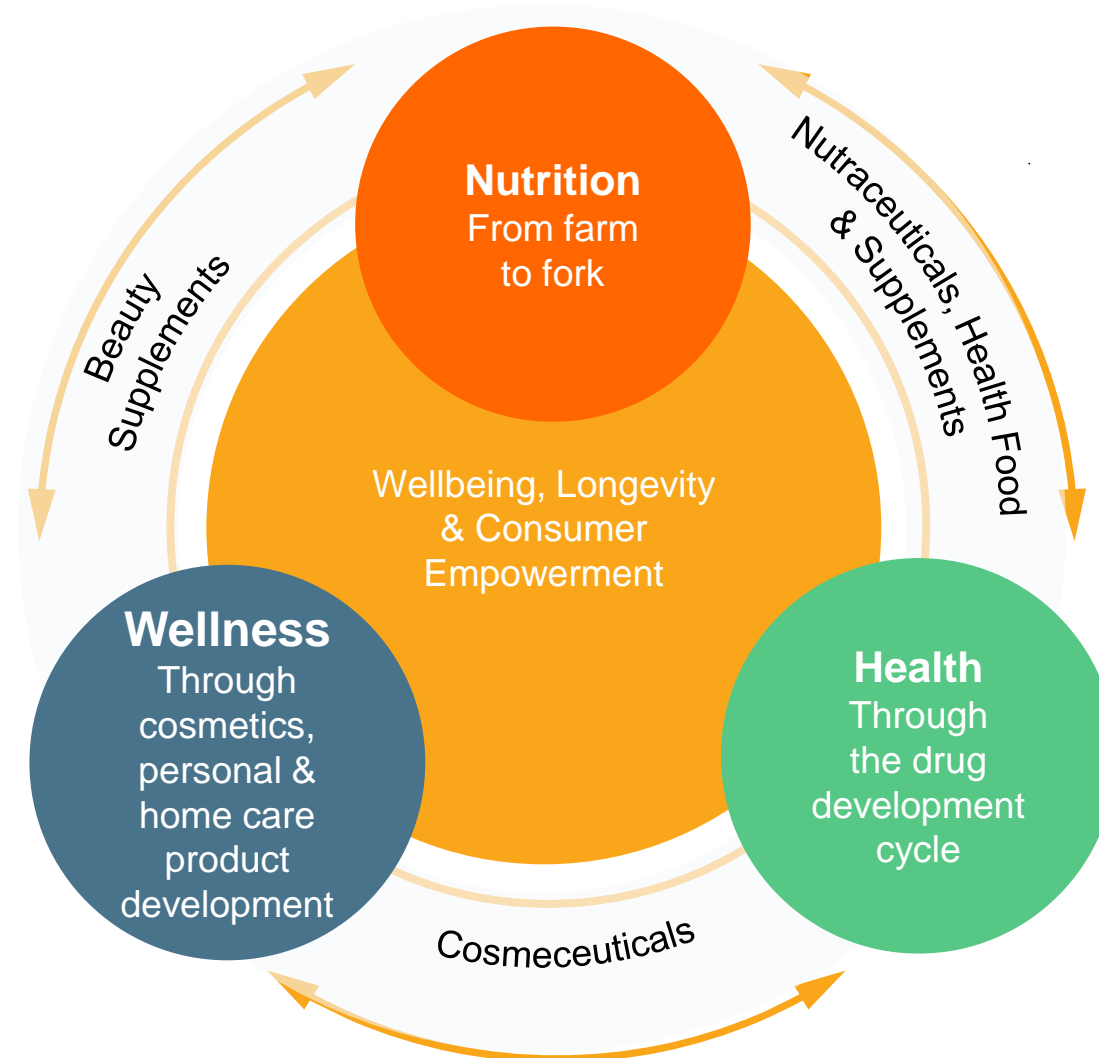 Nutrition
From farm
to fork
Beauty
Supplements
Nutraceuticals, Health Food
& Supplements
Wellbeing, Longevity
& Consumer
Empowerment
Wellness
Through
cosmetics,
personal &
home care
product
development
Health
Through
the drug
development
cycle
Cosmeceuticals